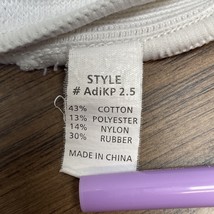 STYLE
# AdiKP 2.5
43% COTTON
13% POLYESTER
14% NYLON
30% RUBBER
MADE IN CHINA